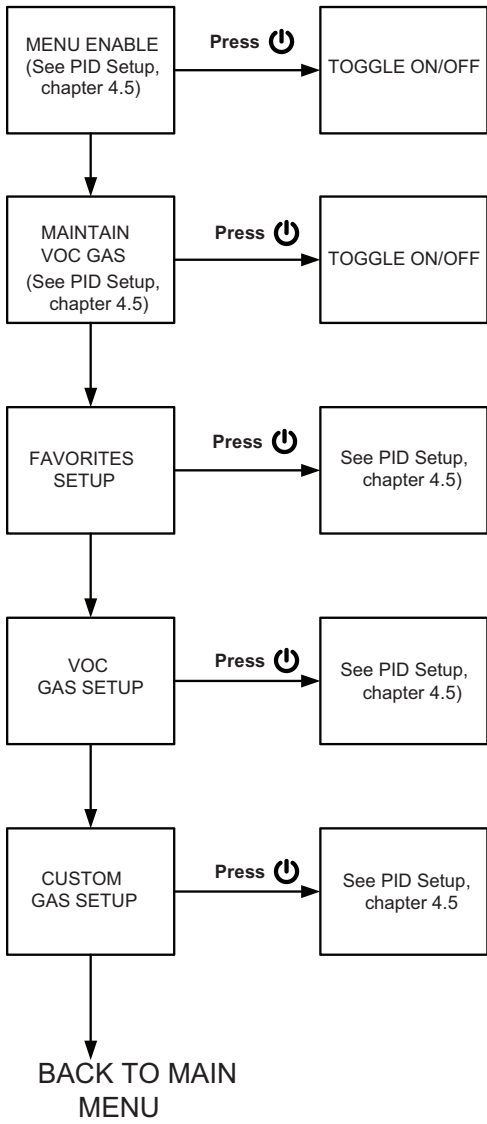 MENU ENABLE
(See PID Setup,
chapter 4.5)
Press
TOGGLE ON/OFF
MAINTAIN
VOC GAS
(See PID Setup,
chapter 4.5)
Press
TOGGLE ON/OFF
FAVORITES
SETUP
Press
See PID Setup,
chapter 4.5)
VOC
GAS SETUP
Press
See PID Setup,
chapter 4.5)
CUSTOM
GAS SETUP
Press
See PID Setup,
chapter 4.5
BACK TO MAIN
MENU